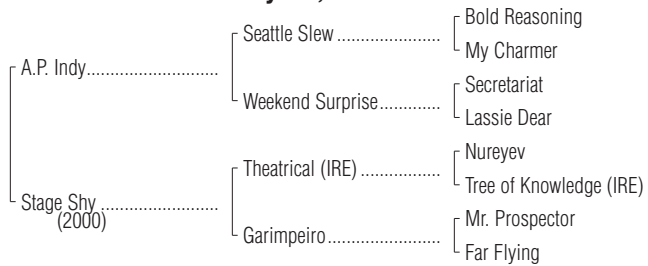 Bold Reasoning
Seattle Slew ..................
My Charmer
A.P. Indy.............................
Secretariat
Weekend Surprise.............
Lassie Dear
Nureyev
Theatrical (IRE) .................
Tree of Knowledge (IRE)
Stage Shy .........................
(2000)
Mr. Prospector
Garimpeiro........................
Far Flying